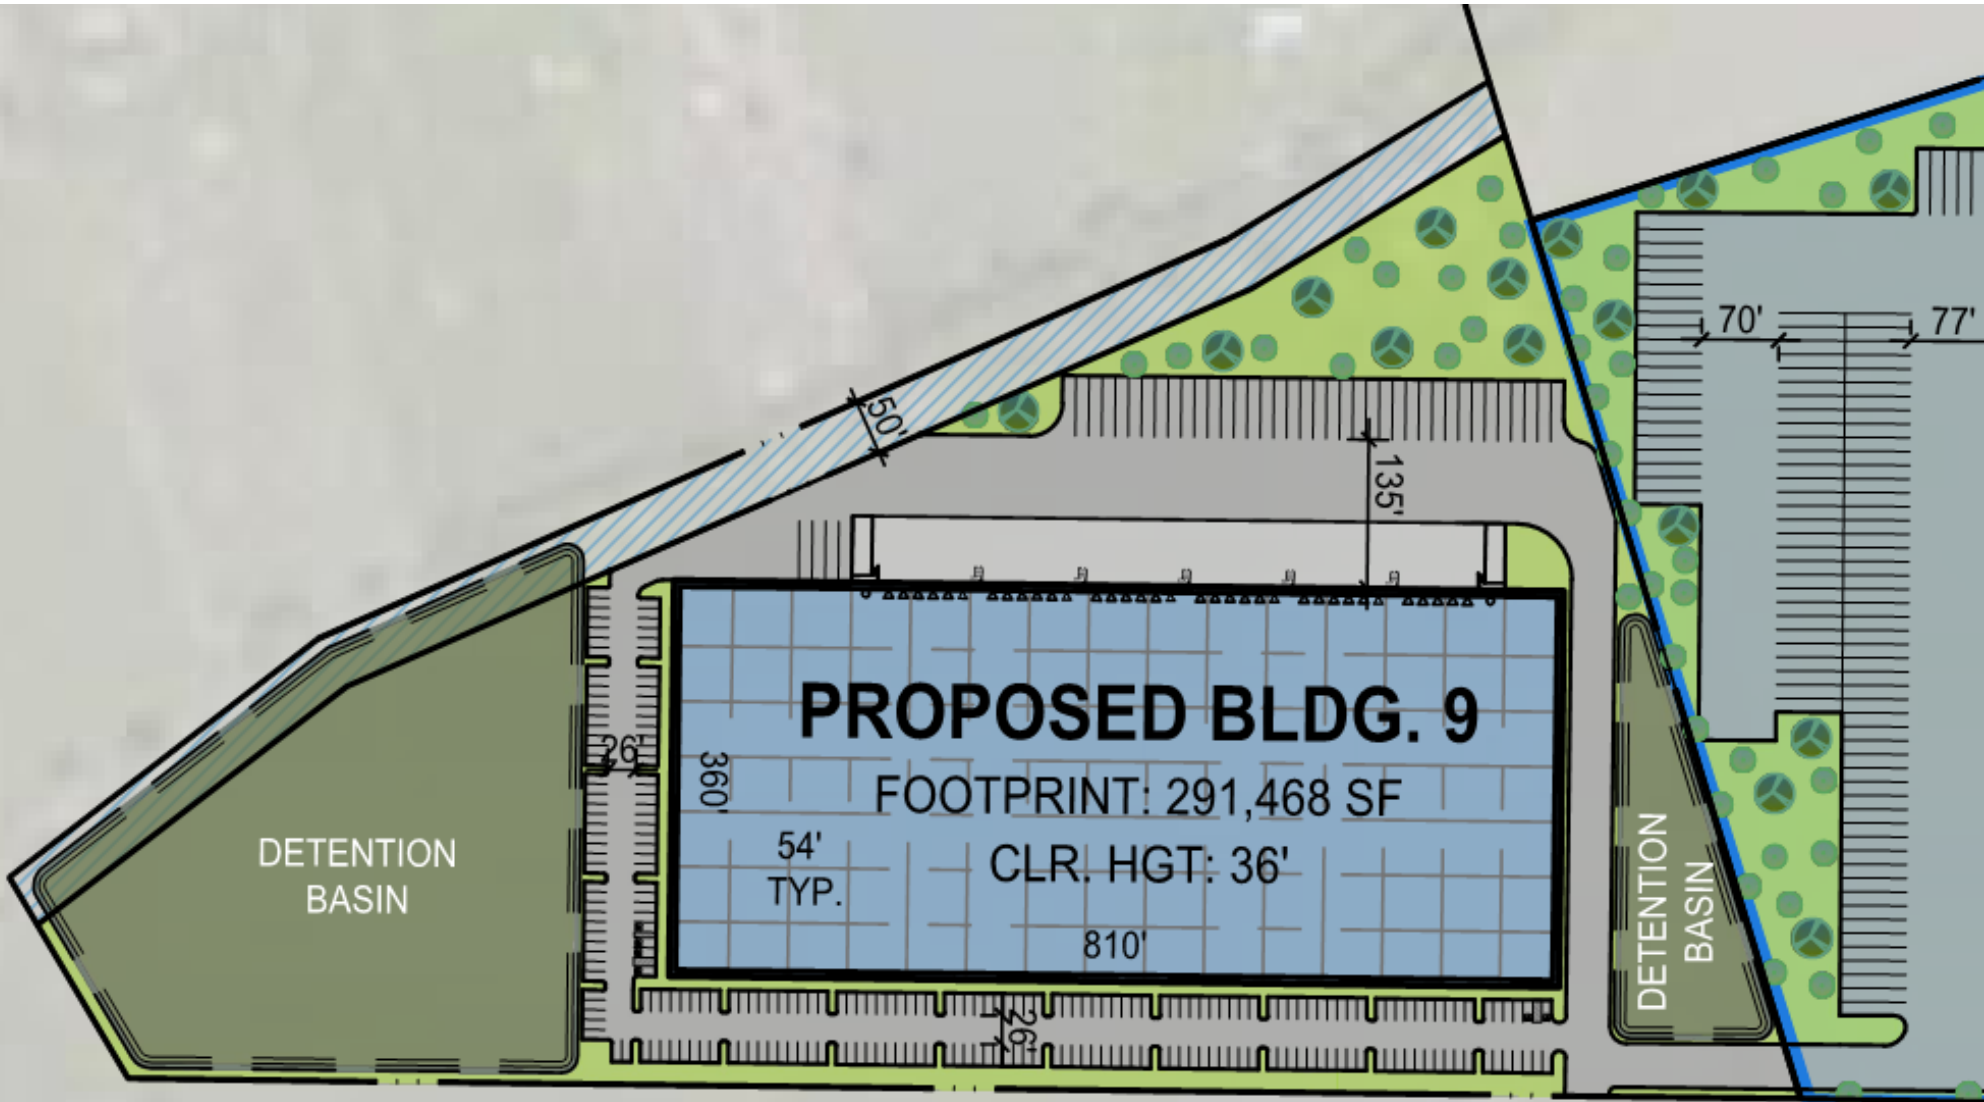 70'
77'
50'
135'
PROPOSED BLDG. 9
FOOTPRINT: 291,468 SF
CLR. HGT: 36'
360'
54'
TYP.
810'
26'
26'
DETENTION
BASIN
DETENTION
BASIN